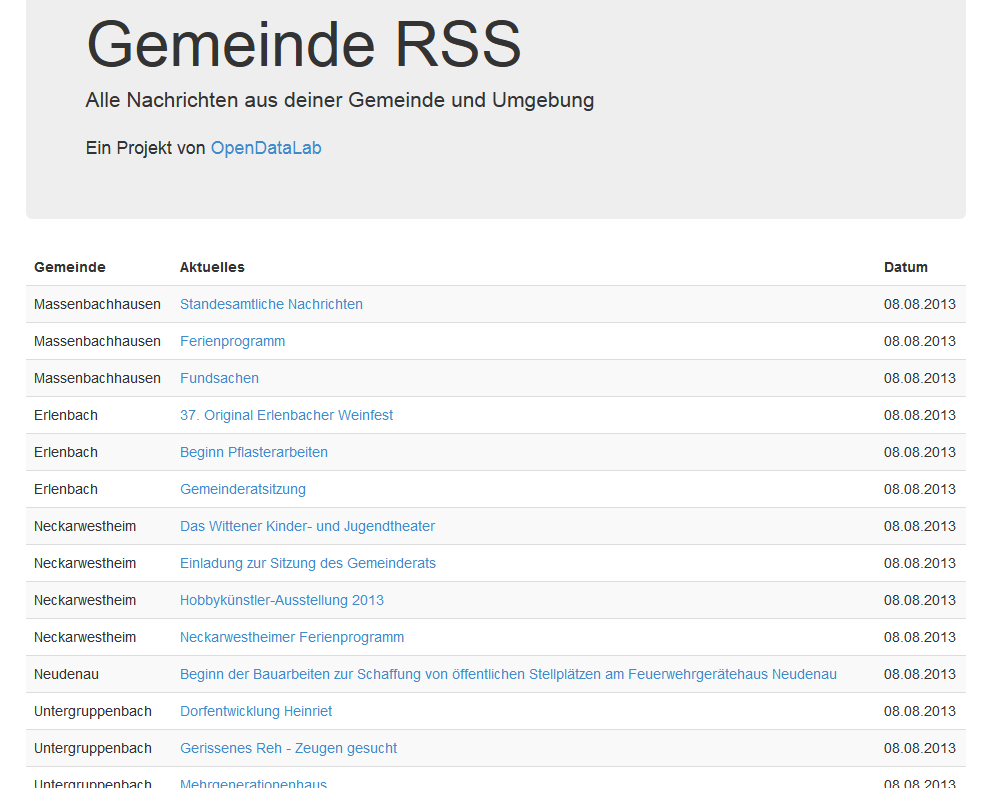 Gemeinde RSS
Alle Nachrichten aus deiner Gemeinde und Umgebung
Ein Projekt von OpenDataLab
Gemeinde Aktuelles Datum
Massenbachhausen Standesamtliche Nachrichten 08.08.2013
Massenbachhausen Ferienprogramm 08.08.2013
Massenbachhausen Fundsachen 08.08.2013
Erlenbach 37. Original Erlenbacher Weinfest 08.08.2013
Erlenbach Beginn Pflasterarbeiten 08.08.2013
Erlenbach Gemeinderatsitzung 08.08.2013
Neckarwestheim Das Wittener Kinder- und Jugendtheater 08.08.2013
Neckarwestheim Einladung zur Sitzung des Gemeinderats 08.08.2013
Neckarwestheim Hobbykünstler-Ausstellung 2013 08.08.2013
Neckarwestheim Neckarwestheimer Ferienprogramm 08.08.2013
Neudenau Beginn der Bauarbeiten zur Schaffung von öffentlichen Stellplätzen am Feuerwehrgerätehaus Neudenau 08.08.2013
Untergruppenbach Dorfentwicklung Heinriet 08.08.2013
Untergruppenbach Gerissenes Reh - Zeugen gesucht 08.08.2013
Untergruppenbach Mehrgenerationenhaus 08.08.2013